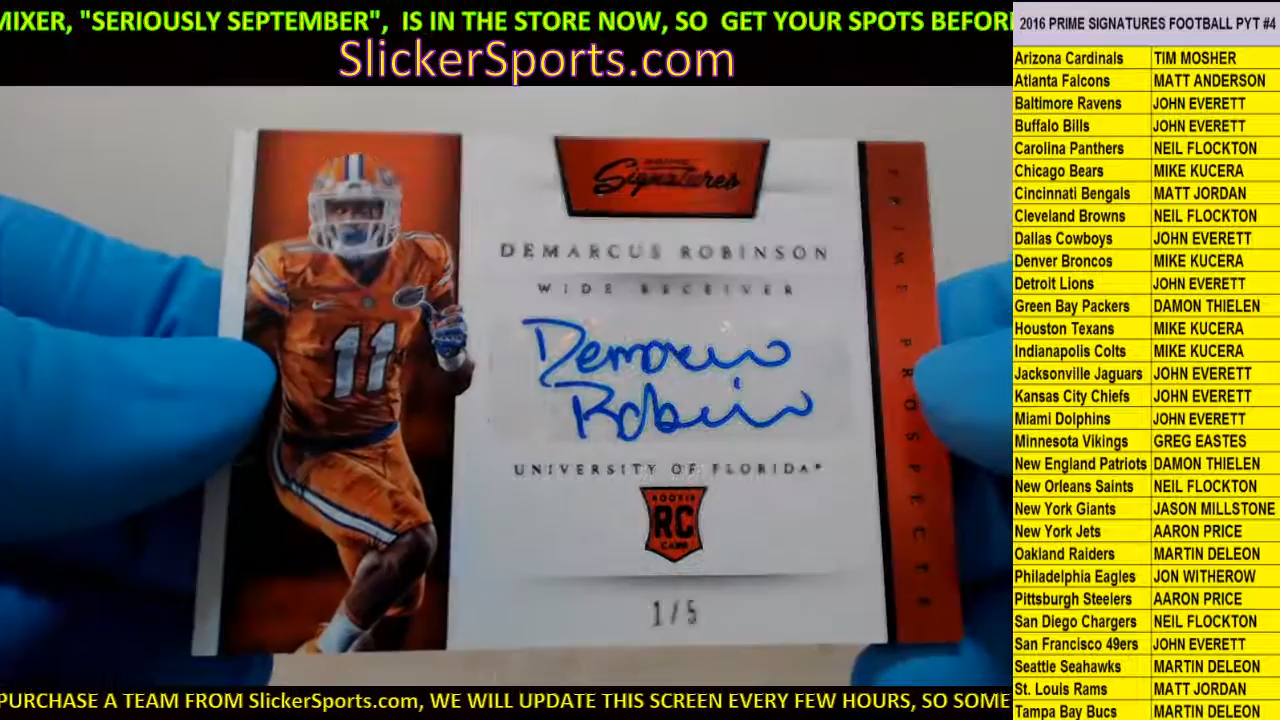 MIXER, "SERIOUSLY SEPTEMBER", IS IN THE STORE NOW, SO GET YOUR SPOTS BEFOR
SlickerSports.com
PRIME
Signatures
DEMARCUS ROBINSON
WIDE RECEIVER
Demarcus
Robinson
UNIVERSITY OF FLORIDA
ROOKIE
RC
CARD
1/5
11
PRIME PROSPECTS
PURCHASE A TEAM FROM SlickerSports.com, WE WILL UPDATE THIS SCREEN EVERY FEW HOURS, SO SOME
2016 PRIME SIGNATURES FOOTBALL PYT #4
Arizona Cardinals TIM MOSHER
Atlanta Falcons MATT ANDERSON
Baltimore Ravens JOHN EVERETT
Buffalo Bills JOHN EVERETT
Carolina Panthers NEIL FLOCKTON
Chicago Bears MIKE KUCERA
Cincinnati Bengals MATT JORDAN
Cleveland Browns NEIL FLOCKTON
Dallas Cowboys JOHN EVERETT
Denver Broncos MIKE KUCERA
Detroit Lions JOHN EVERETT
Green Bay Packers DAMON THIELEN
Houston Texans MIKE KUCERA
Indianapolis Colts MIKE KUCERA
Jacksonville Jaguars JOHN EVERETT
Kansas City Chiefs JOHN EVERETT
Miami Dolphins JOHN EVERETT
Minnesota Vikings GREG EASTES
New England Patriots DAMON THIELEN
New Orleans Saints NEIL FLOCKTON
New York Giants JASON MILLSTONE
New York Jets AARON PRICE
Oakland Raiders MARTIN DELEON
Philadelphia Eagles JON WITHEROW
Pittsburgh Steelers AARON PRICE
San Diego Chargers NEIL FLOCKTON
San Francisco 49ers JOHN EVERETT
Seattle Seahawks MARTIN DELEON
St. Louis Rams MATT JORDAN
Tampa Bay Bucs MARTIN DELEON